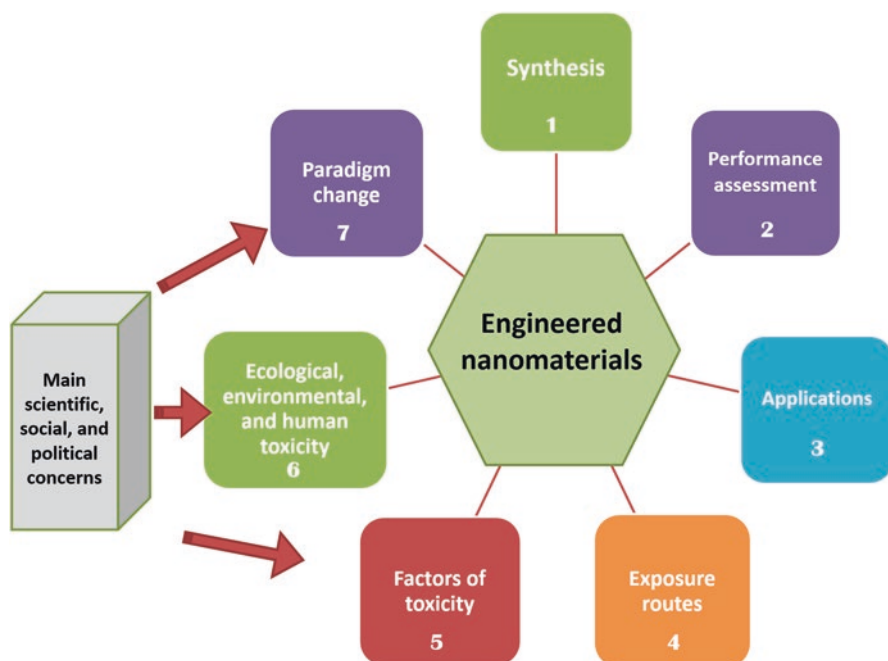 Synthesis
1
Performance
assessment
2
Applications
3
Exposure
routes
4
Factors of
toxicity
5
Ecological,
environmental,
and human
toxicity
6
Paradigm
change
7
Engineered
nanomaterials
Main
scientific,
social, and
political
concerns